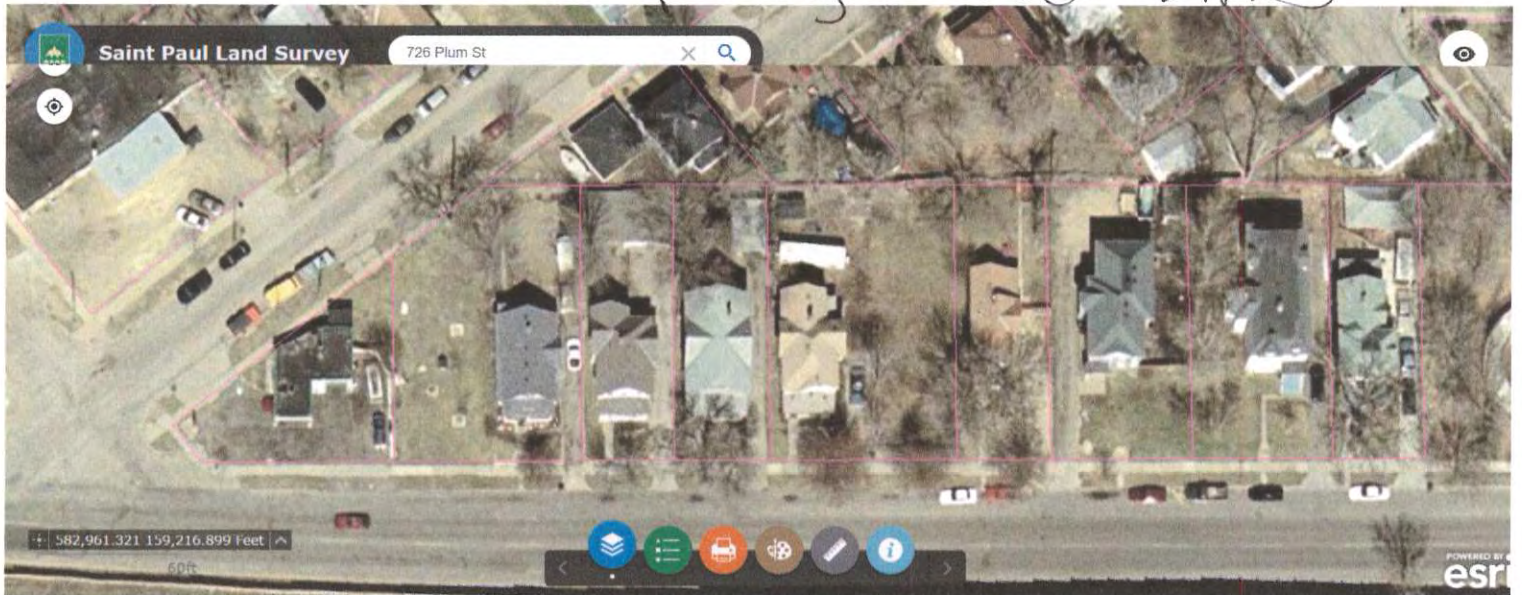 Saint Paul Land Survey
726 Plum St
582,961.321 159,216.899 Feet
60ft
POWERED BY
esri